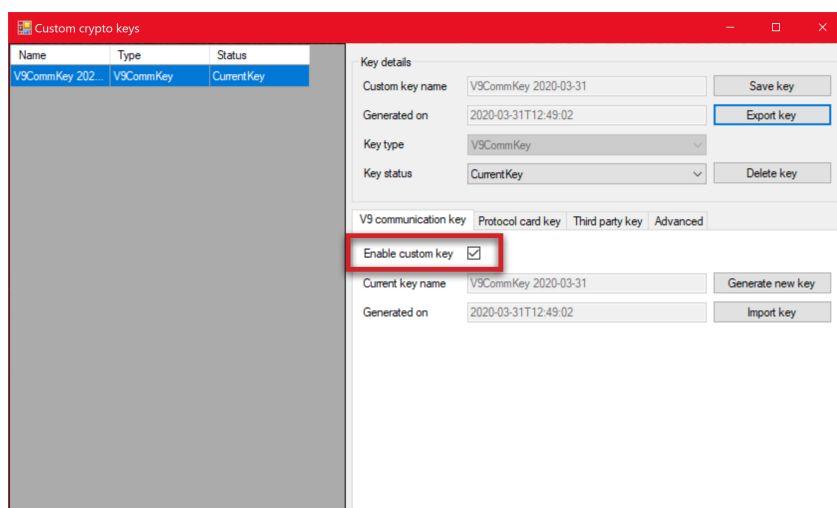 Custom crypto keys
Name Type Status
V9CommKey 202... V9CommKey CurrentKey
Key details
Custom key name V9CommKey 2020-03-31 Save key
Generated on 2020-03-31T12:49:02 Export key
Key type V9CommKey
Key status CurrentKey Delete key
V9 communication key Protocol card key Third party key Advanced
Enable custom key
Current key name V9CommKey 2020-03-31 Generate new key
Generated on 2020-03-31T12:49:02 Import key